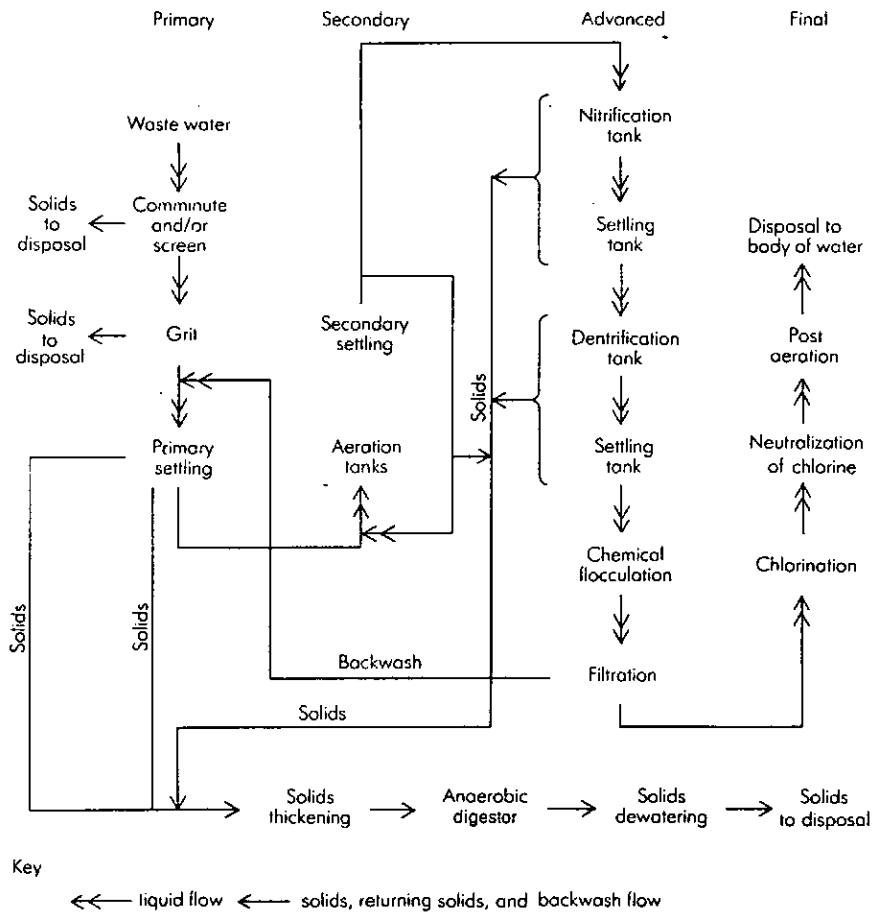 Primary
Secondary
Advanced
Final
Waste water
Solids
to
disposal
Comminute
and/or
screen
Solids
to
disposal
Grit
Primary
settling
Secondary
settling
Aeration
tanks
Nitrification
tank
Settling
tank
Dentrification
tank
Settling
tank
Chemical
flocculation
Filtration
Disposal to
body of water
Post
aeration
Neutralization
of chlorine
Chlorination
Solids
Solids
Solids
Backwash
Solids
Solids
thickening
Anaerobic
digestor
Solids
dewatering
Solids
to disposal
Key
liquid flow
solids, returning solids, and backwash flow